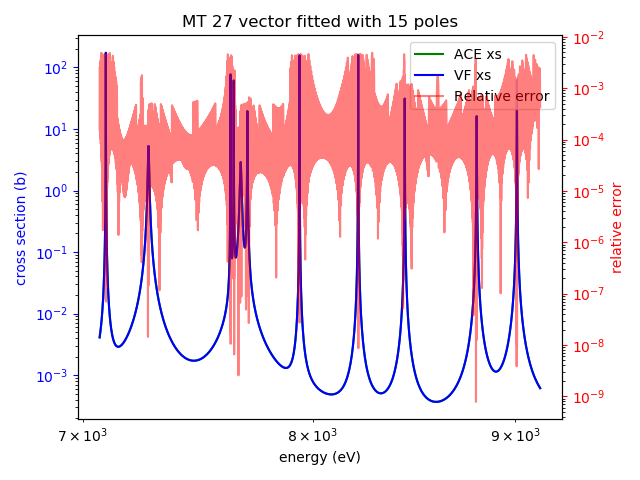 MT 27 vector fitted with 15 poles
ACE xs
VF xs
Relative error
cross section (b)
10²
10¹
10⁰
10⁻¹
10⁻²
10⁻³
relative error
10⁻²
10⁻³
10⁻⁴
10⁻⁵
10⁻⁶
10⁻⁷
10⁻⁸
10⁻⁹
7 × 10³
8 × 10³
9 × 10³
energy (eV)